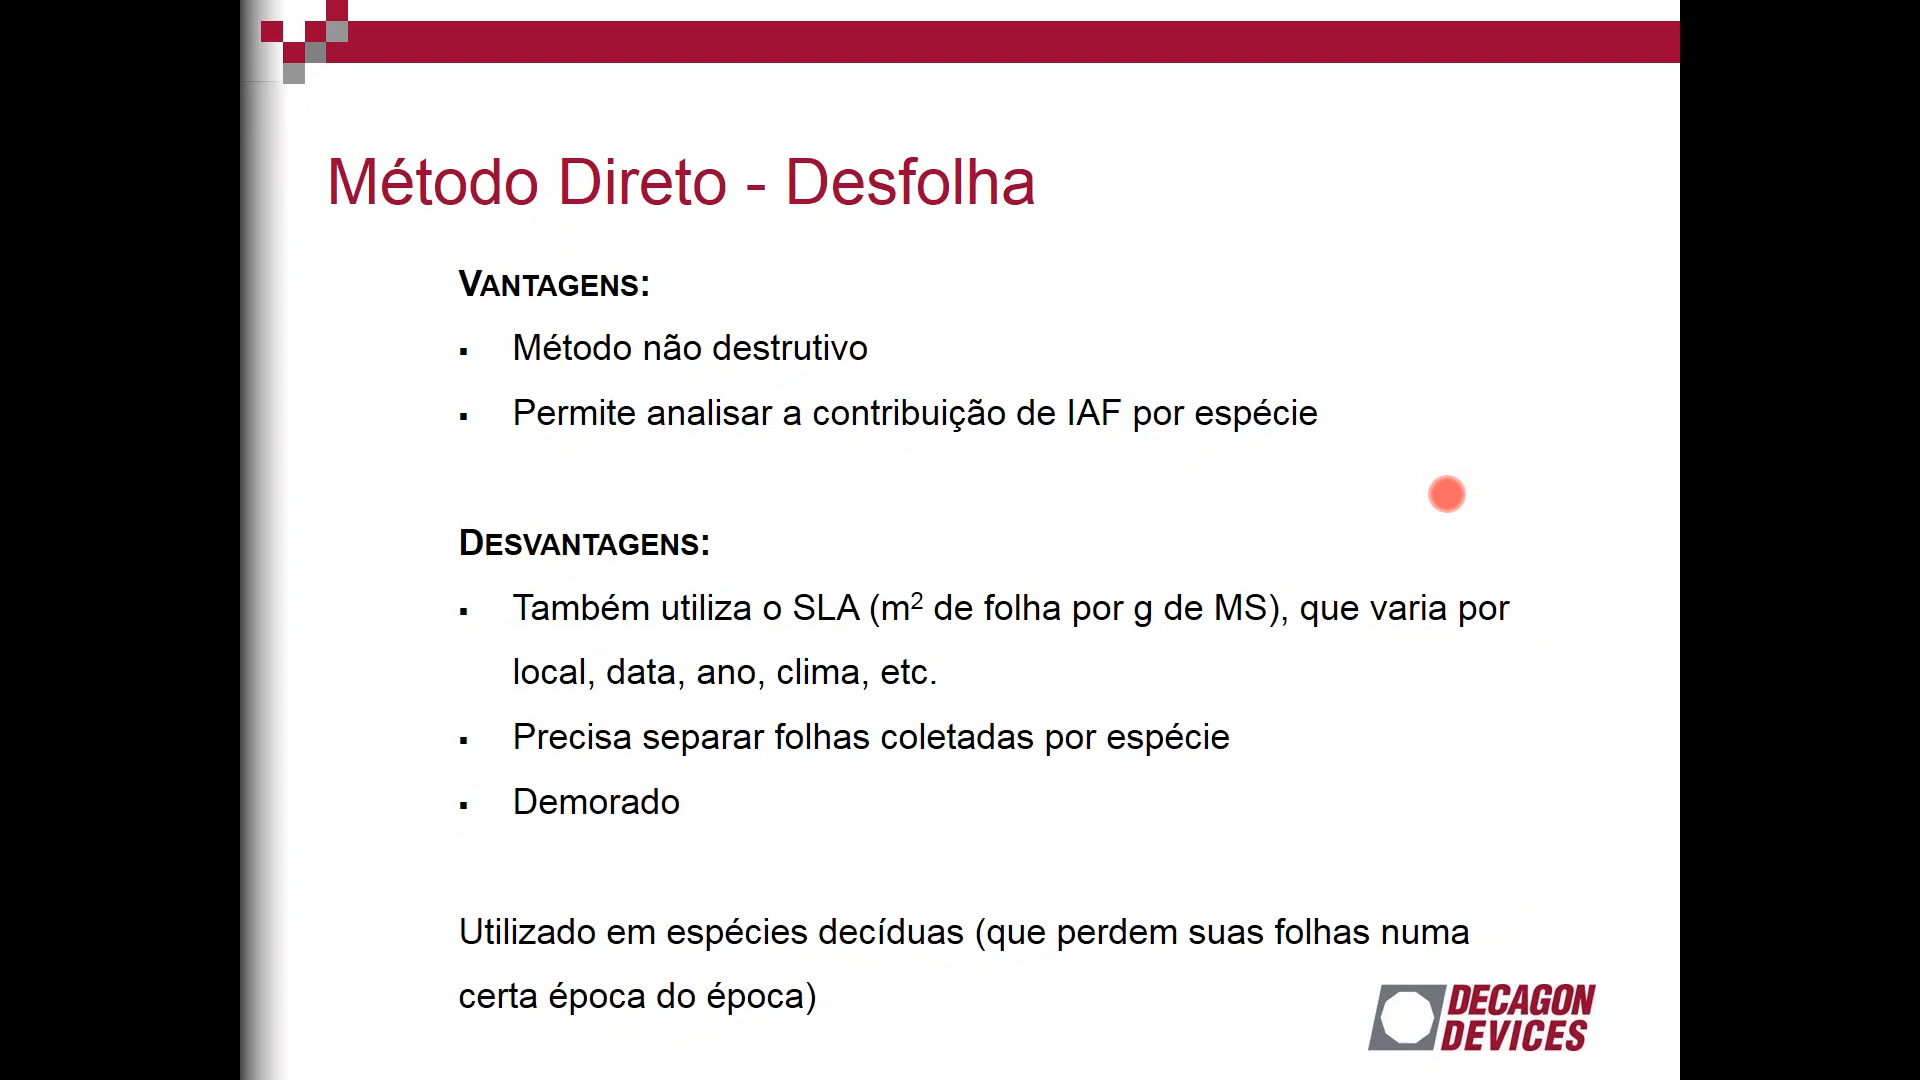 Método Direto - Desfolha
VANTAGENS:
▪ Método não destrutivo
▪ Permite analisar a contribuição de IAF por espécie
DESVANTAGENS:
▪ Também utiliza o SLA (m² de folha por g de MS), que varia por
local, data, ano, clima, etc.
▪ Precisa separar folhas coletadas por espécie
▪ Demorado
Utilizado em espécies decíduas (que perdem suas folhas numa
certa época do época)
DECAGON
DEVICES